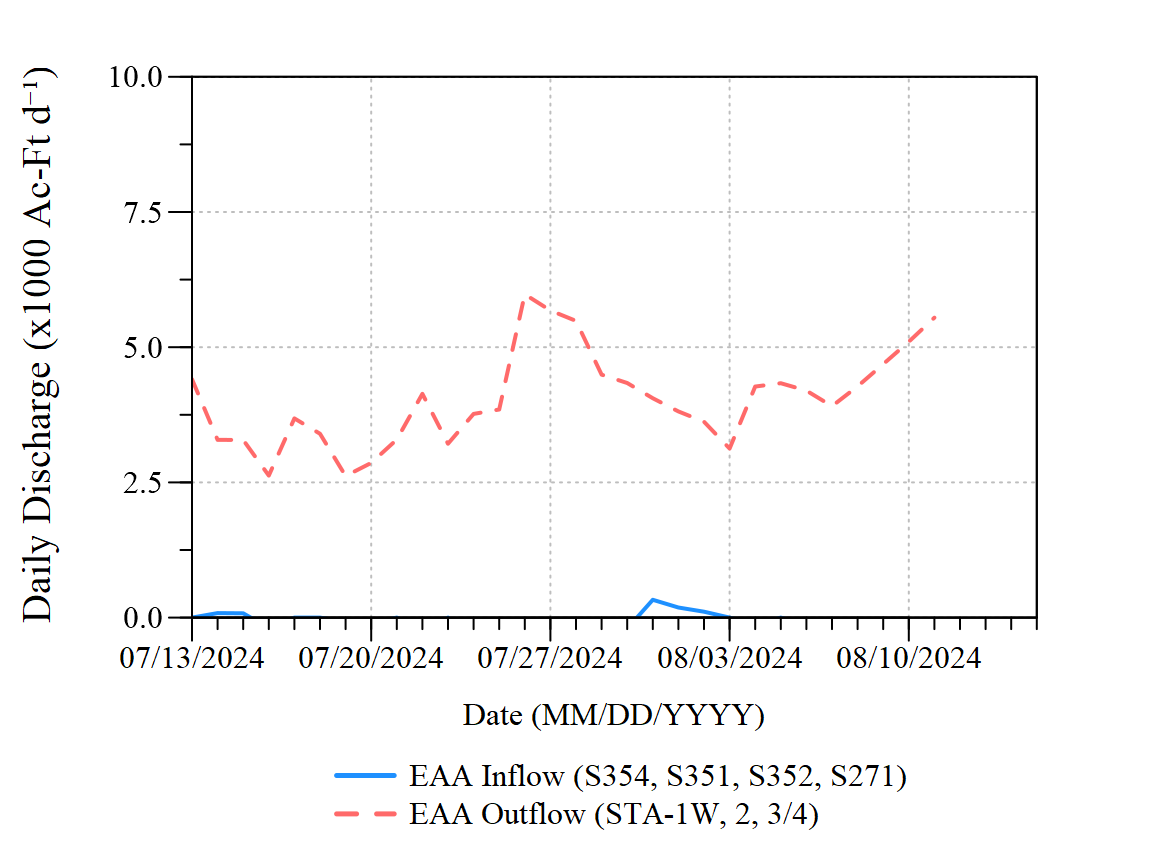 Daily Discharge (x1000 Ac-Ft d⁻¹)
10.0
7.5
5.0
2.5
0.0
07/13/2024 07/20/2024 07/27/2024 08/03/2024 08/10/2024
Date (MM/DD/YYYY)
EAA Inflow (S354, S351, S352, S271)
EAA Outflow (STA-1W, 2, 3/4)